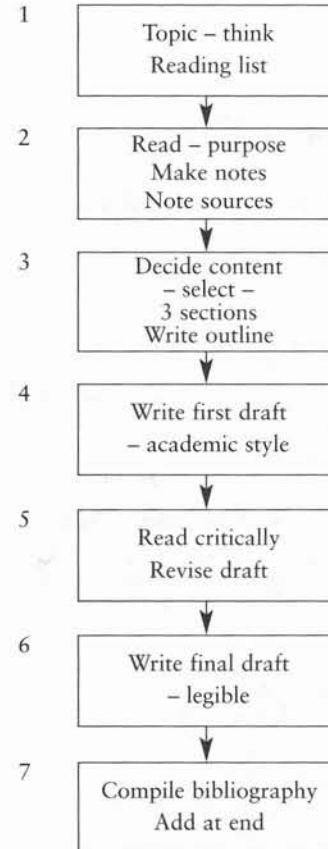 1
Topic – think
Reading list
2
Read – purpose
Make notes
Note sources
3
Decide content
– select –
3 sections
Write outline
4
Write first draft
– academic style
5
Read critically
Revise draft
6
Write final draft
– legible
7
Compile bibliography
Add at end